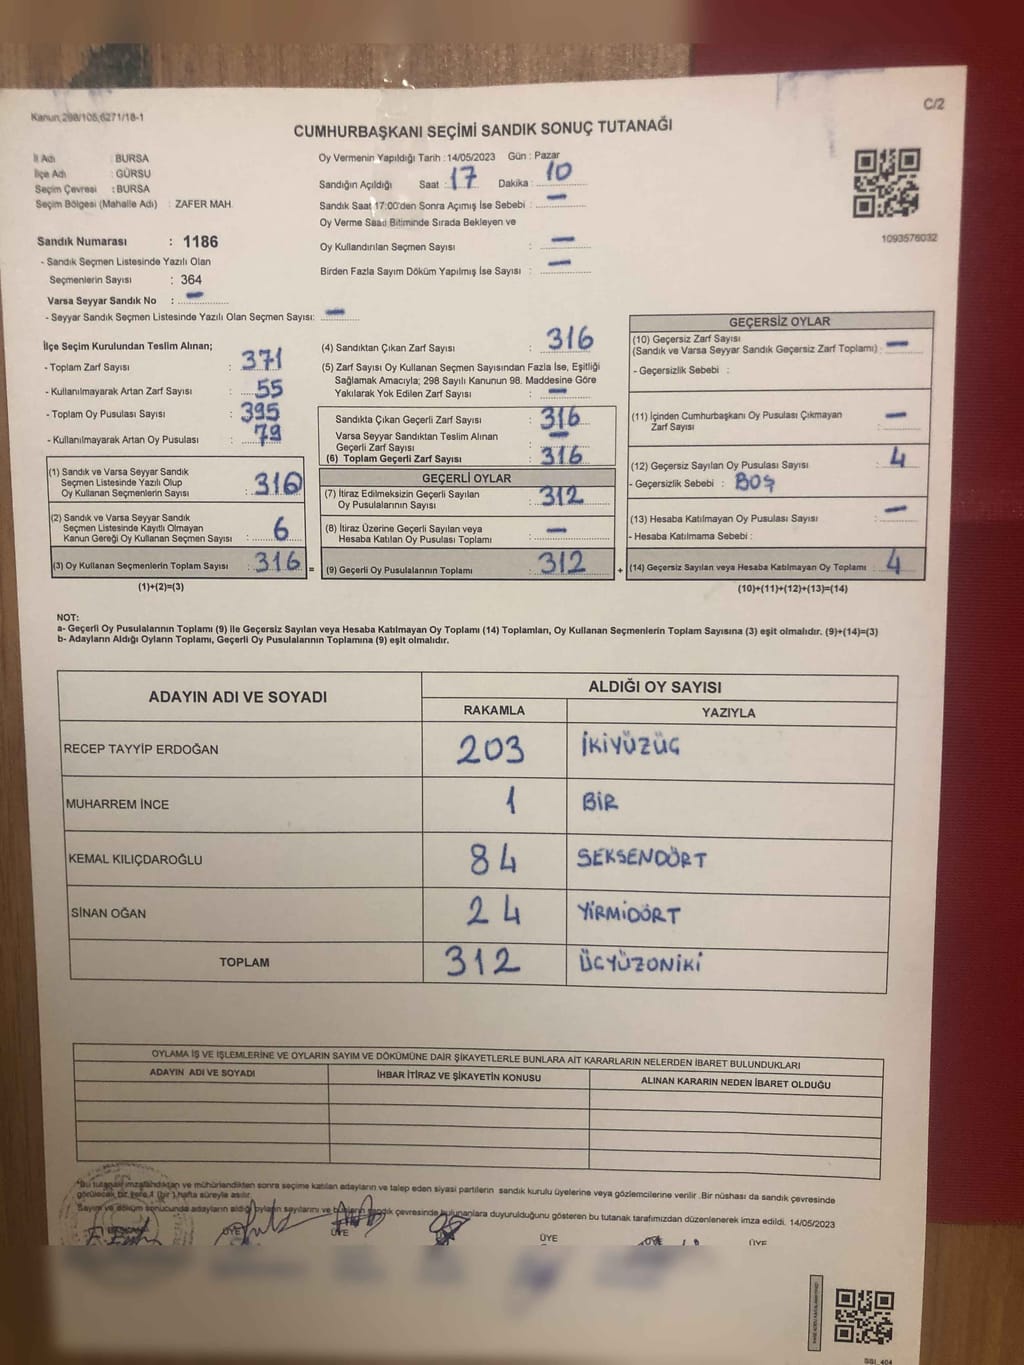 Kanun:298/105,6271/18-1
C/2
CUMHURBAŞKANI SEÇİMİ SANDIK SONUÇ TUTANAĞI
İl Adı : BURSA
İlçe Adı : GÜRSU
Seçim Çevresi : BURSA
Seçim Bölgesi (Mahalle Adı) : ZAFER MAH.
Sandık Numarası : 1186
- Sandık Seçmen Listesinde Yazılı Olan
Seçmenlerin Sayısı : 364
Varsa Seyyar Sandık No : —
- Seyyar Sandık Seçmen Listesinde Yazılı Olan Seçmen Sayısı: —
Oy Vermenin Yapıldığı Tarih : 14/05/2023 Gün : Pazar
Sandığın Açıldığı Saat : 17 Dakika : 10
Sandık Saat 17:00'den Sonra Açımış İse Sebebi : —
Oy Verme Saati Bitiminde Sırada Bekleyen ve
Oy Kullandırılan Seçmen Sayısı : —
Birden Fazla Sayım Döküm Yapılmış İse Sayısı : —
1093576032
İlçe Seçim Kurulundan Teslim Alınan;
- Toplam Zarf Sayısı : 371
- Kullanılmayarak Artan Zarf Sayısı : 55
- Toplam Oy Pusulası Sayısı : 395
- Kullanılmayarak Artan Oy Pusulası : 79
(1) Sandık ve Varsa Seyyar Sandık
Seçmen Listesinde Yazılı Olup
Oy Kullanan Seçmenlerin Sayısı : 310
(2) Sandık ve Varsa Seyyar Sandık
Seçmen Listesinde Kayıtlı Olmayan
Kanun Gereği Oy Kullanan Seçmen Sayısı : 6
(3) Oy Kullanan Seçmenlerin Toplam Sayısı : 316 =
(1)+(2)=(3)
(4) Sandıktan Çıkan Zarf Sayısı : 316
(5) Zarf Sayısı Oy Kullanan Seçmen Sayısından Fazla İse, Eşitliği
Sağlamak Amacıyla; 298 Sayılı Kanunun 98. Maddesine Göre
Yakılarak Yok Edilen Zarf Sayısı : —
Sandıkta Çıkan Geçerli Zarf Sayısı : 316
Varsa Seyyar Sandıktan Teslim Alınan
Geçerli Zarf Sayısı : —
(6) Toplam Geçerli Zarf Sayısı : 316
GEÇERLİ OYLAR
(7) İtiraz Edilmeksizin Geçerli Sayılan
Oy Pusulalarının Sayısı : 312
(8) İtiraz Üzerine Geçerli Sayılan veya
Hesaba Katılan Oy Pusulası Toplamı : —
(9) Geçerli Oy Pusulalarının Toplamı : 312 +
GEÇERSİZ OYLAR
(10) Geçersiz Zarf Sayısı
(Sandık ve Varsa Seyyar Sandık Geçersiz Zarf Toplamı) : —
- Geçersizlik Sebebi :
(11) İçinden Cumhurbaşkanı Oy Pusulası Çıkmayan
Zarf Sayısı : —
(12) Geçersiz Sayılan Oy Pusulası Sayısı : 4
- Geçersizlik Sebebi : BOŞ
(13) Hesaba Katılmayan Oy Pusulası Sayısı : —
- Hesaba Katılmama Sebebi :
(14) Geçersiz Sayılan veya Hesaba Katılmayan Oy Toplamı : 4
(10)+(11)+(12)+(13)=(14)
NOT:
a- Geçerli Oy Pusulalarının Toplamı (9) ile Geçersiz Sayılan veya Hesaba Katılmayan Oy Toplamı (14) Toplamları, Oy Kullanan Seçmenlerin Toplam Sayısına (3) eşit olmalıdır. (9)+(14)=(3)
b- Adayların Aldığı Oyların Toplamı, Geçerli Oy Pusulalarının Toplamına (9) eşit olmalıdır.
ADAYIN ADI VE SOYADI
ALDIĞI OY SAYISI
RAKAMLA YAZIYLA
RECEP TAYYİP ERDOĞAN 203 İKİYÜZÜÇ
MUHARREM İNCE 1 BİR
KEMAL KILIÇDAROĞLU 84 SEKSENDÖRT
SİNAN OĞAN 24 YİRMİDÖRT
TOPLAM 312 ÜÇYÜZONİKİ
OYLAMA İŞ VE İŞLEMLERİNE VE OYLARIN SAYIM VE DÖKÜMÜNE DAİR ŞİKAYETLERLE BUNLARA AİT KARARLARIN NELERDEN İBARET BULUNDUKLARI
ADAYIN ADI VE SOYADI İHBAR İTİRAZ VE ŞİKAYETİN KONUSU ALINAN KARARIN NEDEN İBARET OLDUĞU
*Bu tutanak imzalandıktan ve mühürlendikten sonra seçime katılan adayların ve talep eden siyasi partilerin sandık kurulu üyelerine veya gözlemcilerine verilir .Bir nüshası da sandık çevresinde
görülecek bir yere 1 (bir ) hafta süreyle asılır.
Sayım ve döküm sonucunda adayların aldığı oyların sayılarını ve bunların sandık çevresinde bulunanlara duyurulduğunu gösteren bu tutanak tarafımızdan düzenlenerek imza edildi. 14/05/2023
ÜYE ÜYE ÜYE ÜYE